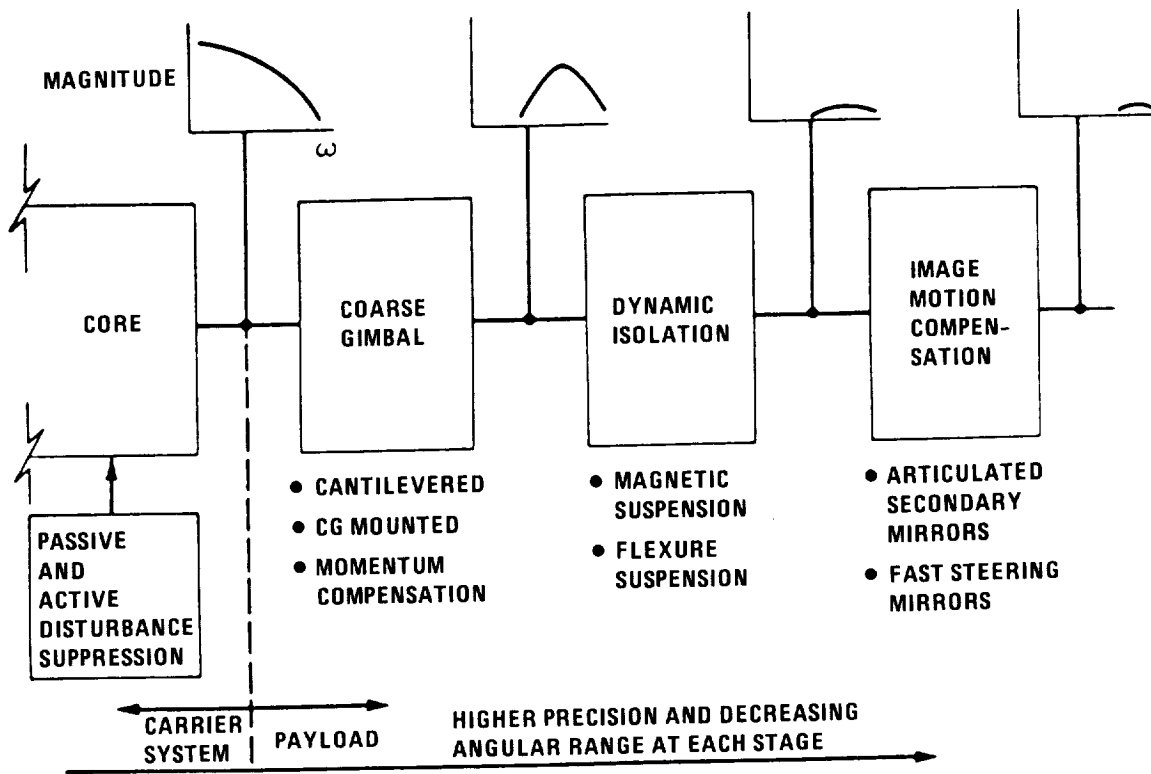 MAGNITUDE
ω
CORE
COARSE
GIMBAL
DYNAMIC
ISOLATION
IMAGE
MOTION
COMPEN-
SATION
PASSIVE
AND
ACTIVE
DISTURBANCE
SUPPRESSION
● CANTILEVERED
● CG MOUNTED
● MOMENTUM
COMPENSATION
● MAGNETIC
SUSPENSION
● FLEXURE
SUSPENSION
● ARTICULATED
SECONDARY
MIRRORS
● FAST STEERING
MIRRORS
CARRIER
SYSTEM
PAYLOAD
HIGHER PRECISION AND DECREASING
ANGULAR RANGE AT EACH STAGE